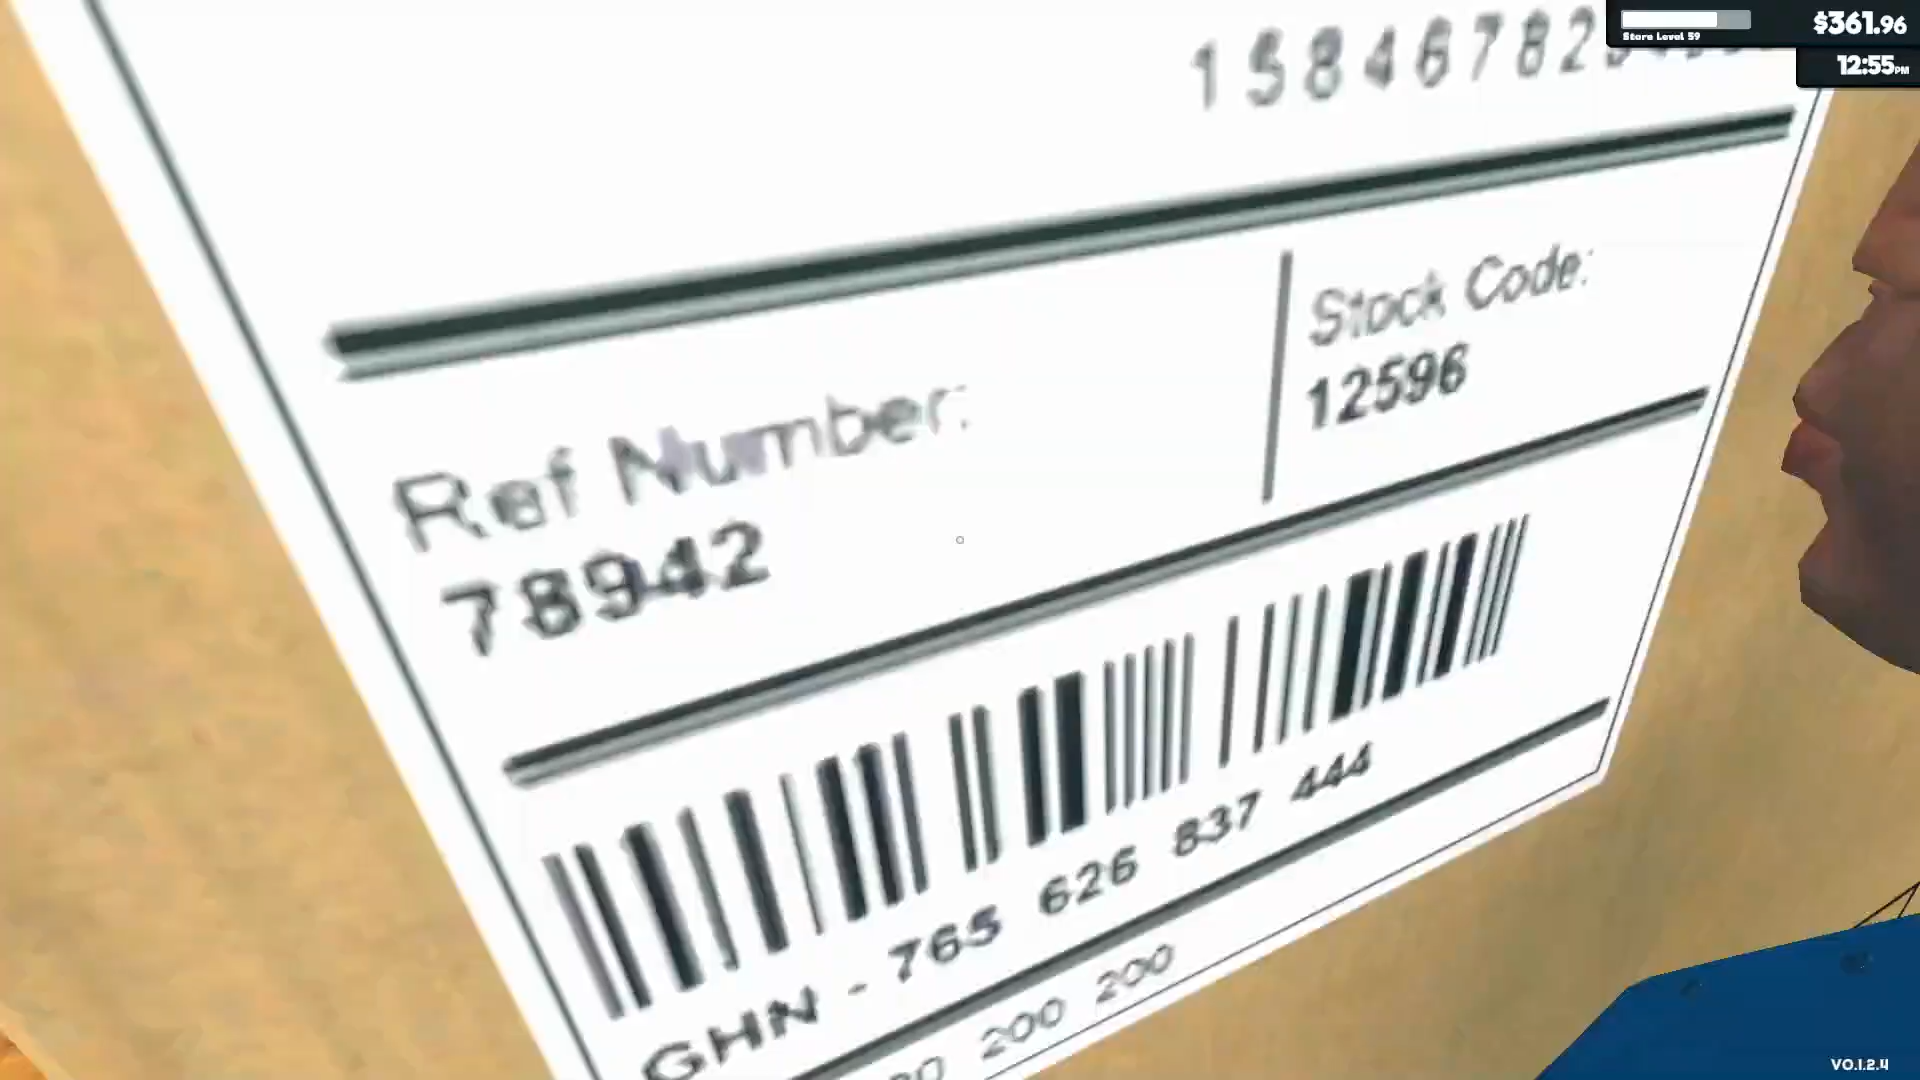 $361.96
Store Level 59
12:55PM
158467825
Stock Code:
12596
Ref Number:
78942
GHN - 765 626 837 444
200 200
V0.1.2.4